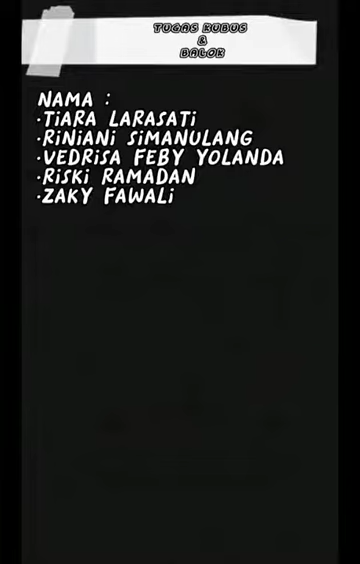 TUGAS KUBUS
&
BALOK
NAMA :
·TIARA LARASATI
·RINIANI SIMANULANG
·VEDRISA FEBY YOLANDA
·RISKI RAMADAN
·ZAKY FAWALI